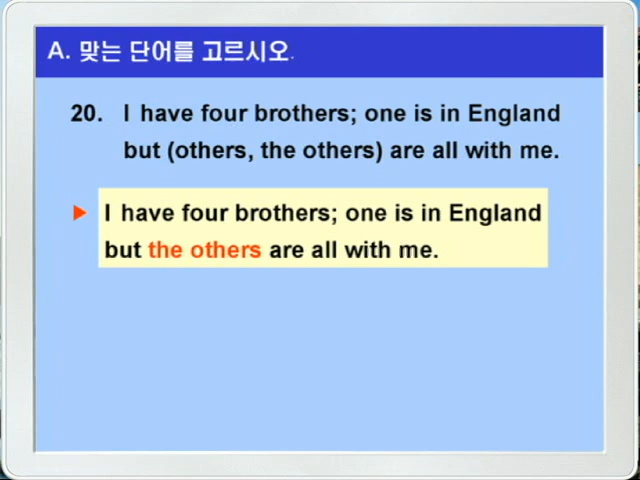 A. 맞는 단어를 고르시오.
20. I have four brothers; one is in England
but (others, the others) are all with me.
I have four brothers; one is in England
but the others are all with me.